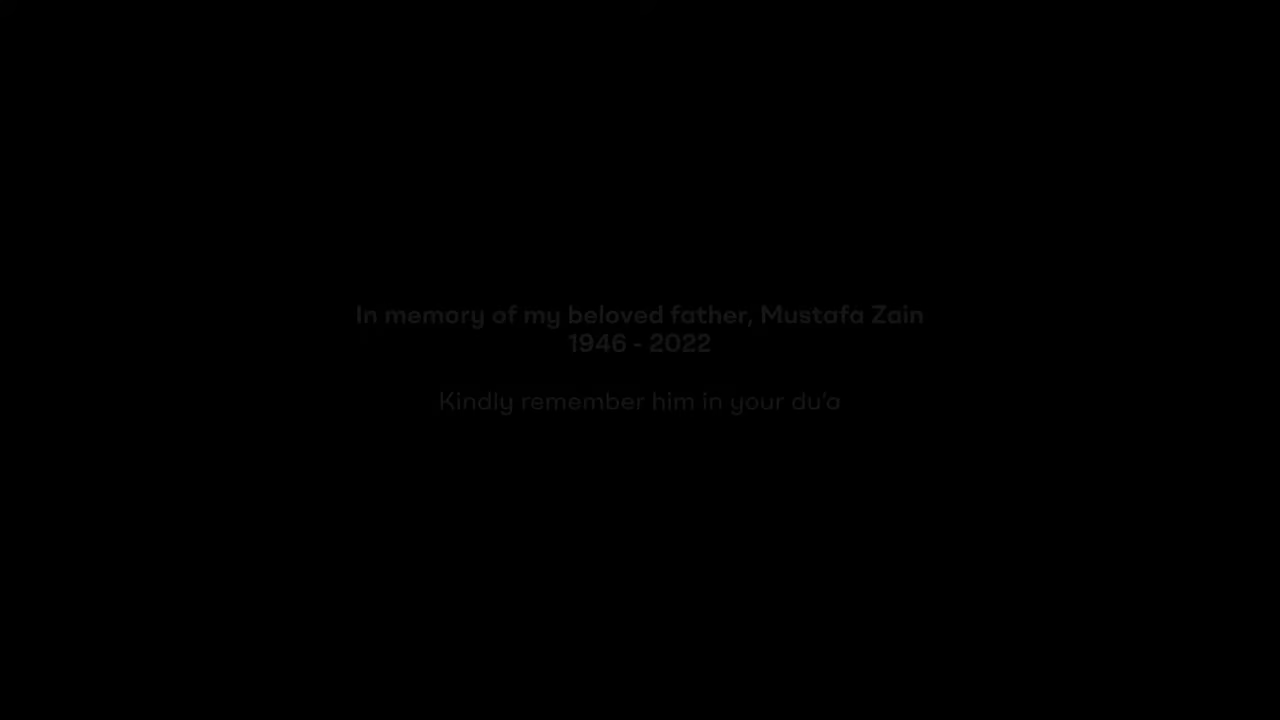 In memory of my beloved father, Mustafa Zain
1946 - 2022
Kindly remember him in your du'a